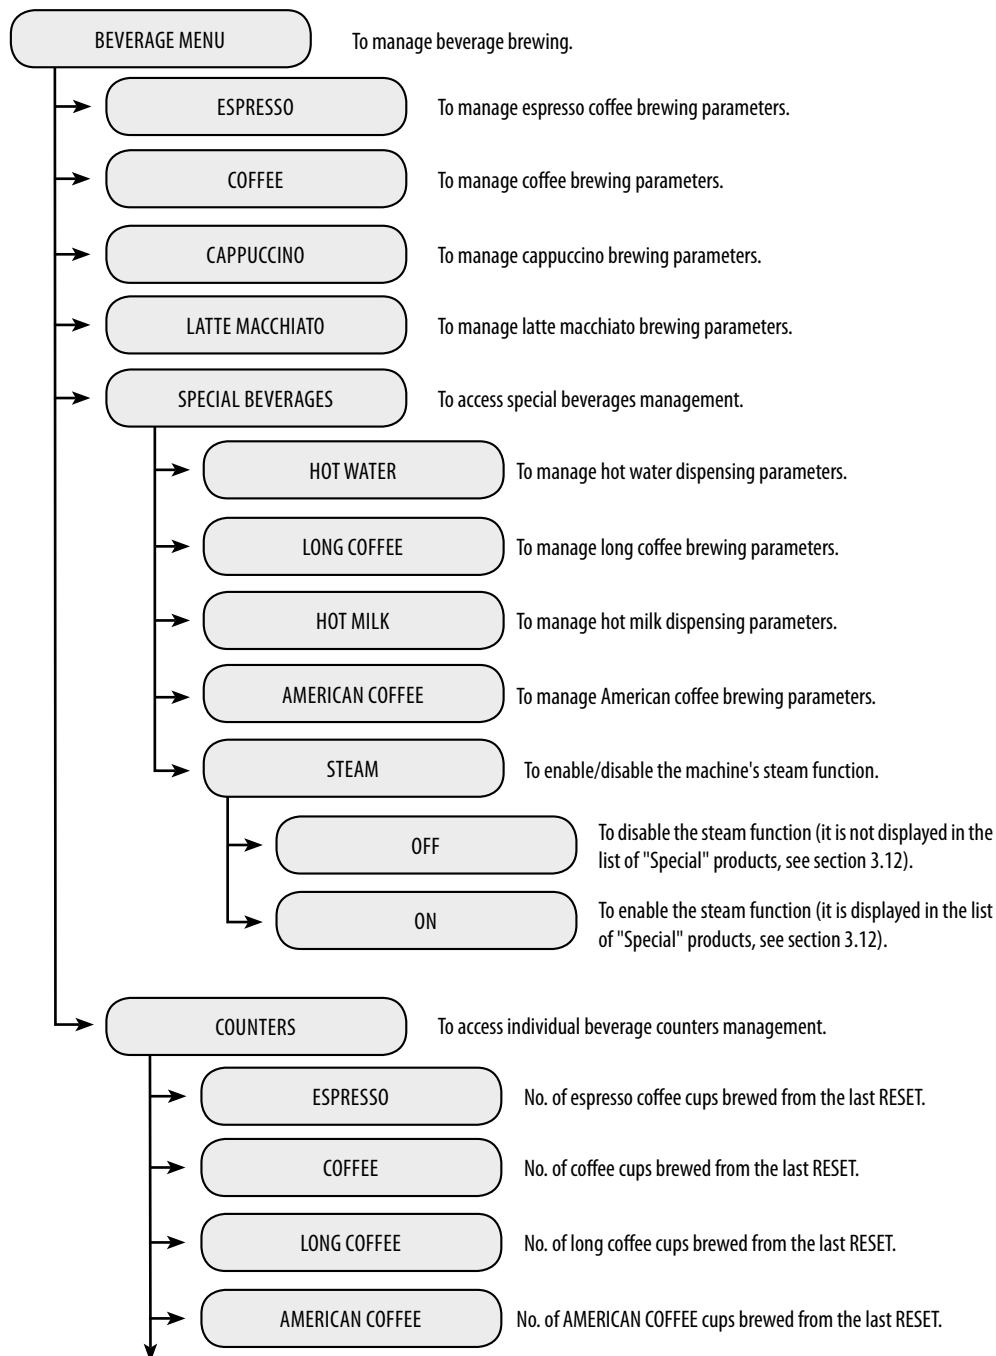 BEVERAGE MENU
To manage beverage brewing.
ESPRESSO
To manage espresso coffee brewing parameters.
COFFEE
To manage coffee brewing parameters.
CAPPUCCINO
To manage cappuccino brewing parameters.
LATTE MACCHIATO
To manage latte macchiato brewing parameters.
SPECIAL BEVERAGES
To access special beverages management.
HOT WATER
To manage hot water dispensing parameters.
LONG COFFEE
To manage long coffee brewing parameters.
HOT MILK
To manage hot milk dispensing parameters.
AMERICAN COFFEE
To manage American coffee brewing parameters.
STEAM
To enable/disable the machine's steam function.
OFF
To disable the steam function (it is not displayed in the
list of "Special" products, see section 3.12).
ON
To enable the steam function (it is displayed in the list
of "Special" products, see section 3.12).
COUNTERS
To access individual beverage counters management.
ESPRESSO
No. of espresso coffee cups brewed from the last RESET.
COFFEE
No. of coffee cups brewed from the last RESET.
LONG COFFEE
No. of long coffee cups brewed from the last RESET.
AMERICAN COFFEE
No. of AMERICAN COFFEE cups brewed from the last RESET.